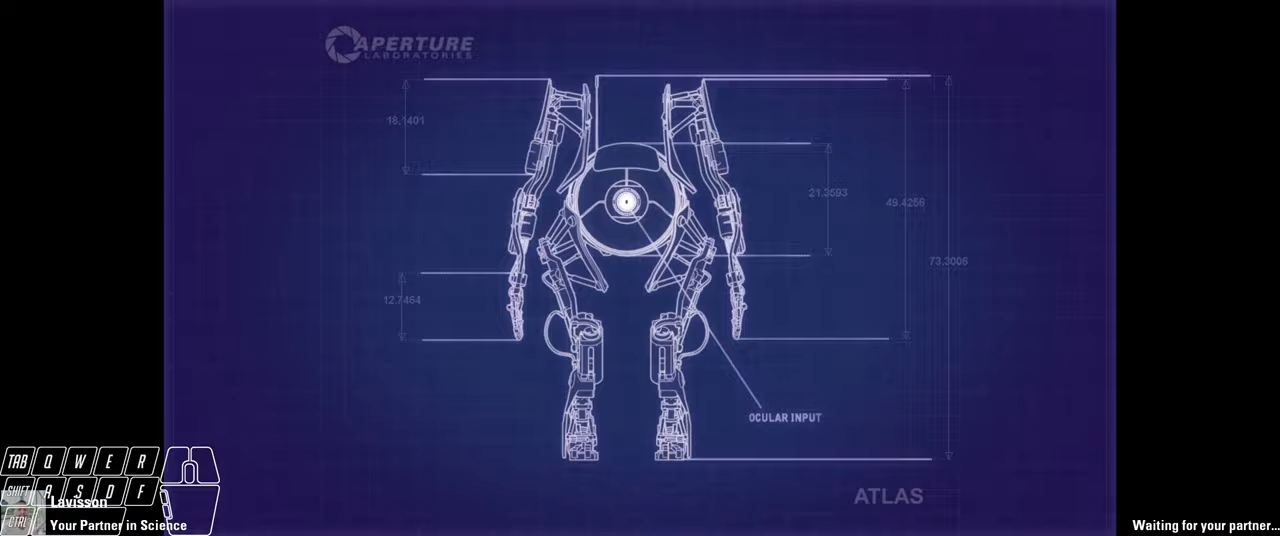 APERTURE
LABORATORIES
18.1401
21.3593
49.4256
73.3006
12.7464
OCULAR INPUT
ATLAS
TAB Q W E R
SHIFT A S D F
CTRL
Lavisson
Your Partner in Science
Waiting for your partner...